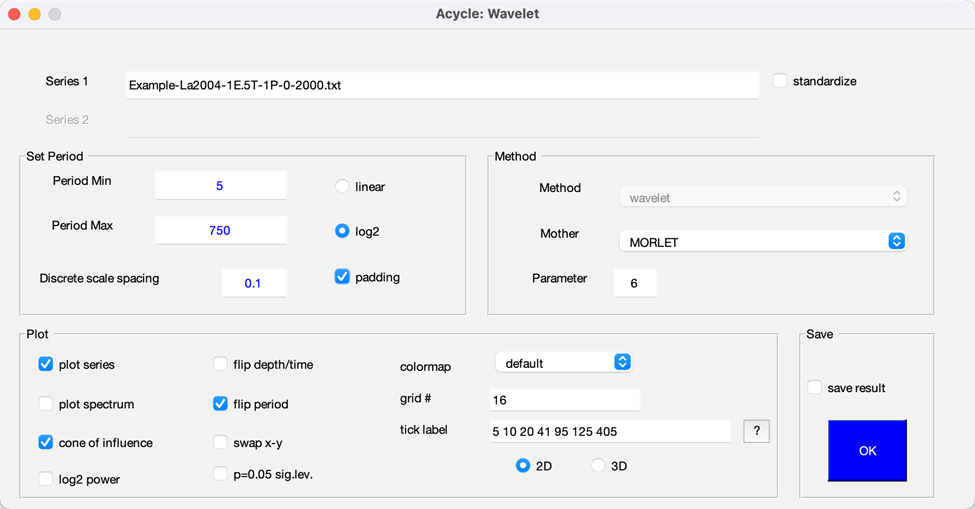 Acycle: Wavelet
Series 1
Example-La2004-1E.5T-1P-0-2000.txt
standardize
Series 2
Set Period
Period Min
5
linear
Period Max
750
log2
Discrete scale spacing
0.1
padding
Method
Method
wavelet
Mother
MORLET
Parameter
6
Plot
plot series
flip depth/time
colormap
default
plot spectrum
flip period
grid #
16
cone of influence
swap x-y
tick label
5 10 20 41 95 125 405
?
log2 power
p=0.05 sig.lev.
2D
3D
Save
save result
OK